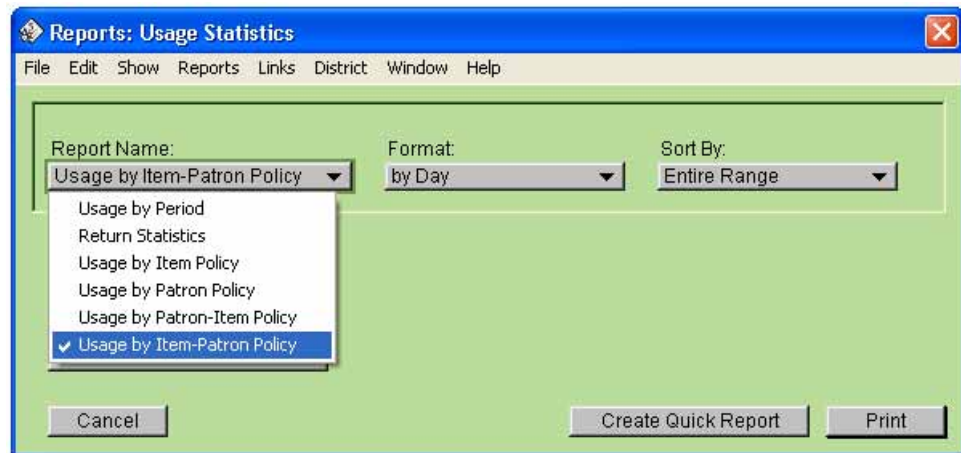 Reports: Usage Statistics
File Edit Show Reports Links District Window Help
Report Name: Format: Sort By:
Usage by Item-Patron Policy by Day Entire Range
Usage by Period
Return Statistics
Usage by Item Policy
Usage by Patron Policy
Usage by Patron-Item Policy
Usage by Item-Patron Policy
Cancel Create Quick Report Print